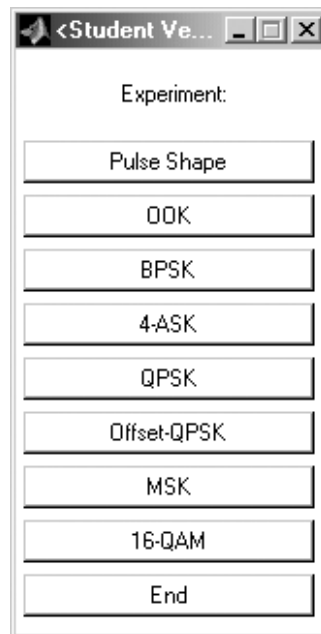 <Student Ve...
Experiment:
Pulse Shape
OOK
BPSK
4-ASK
QPSK
Offset-QPSK
MSK
16-QAM
End